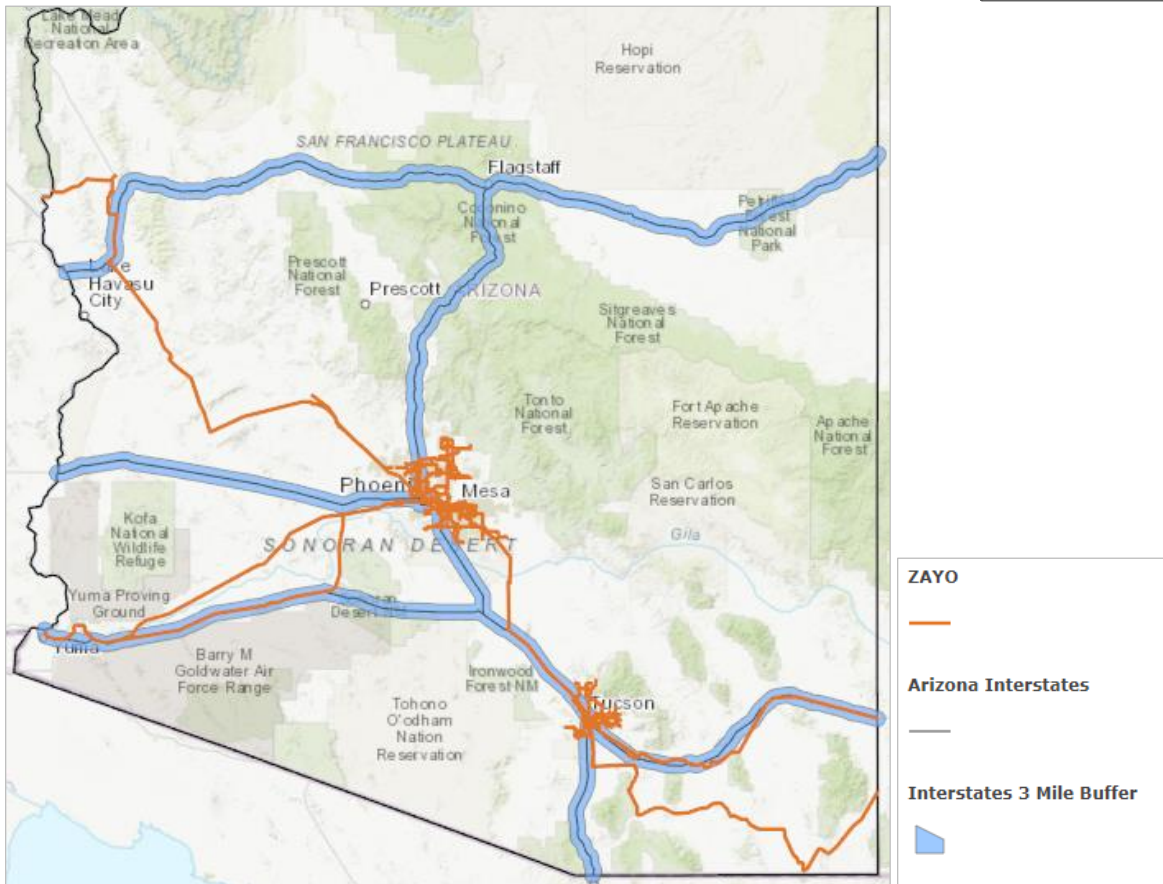 Lake Mead
National
Recreation Area
Hopi
Reservation
SAN FRANCISCO PLATEAU
Flagstaff
Coconino
National
Forest
Petrified
Forest
National
Park
Lake
Havasu
City
Prescott
National
Forest
Prescott
ARIZONA
Sitgreaves
National
Forest
Tonto
National
Forest
Fort Apache
Reservation
Apache
National
Forest
Phoeni
Mesa
San Carlos
Reservation
Kofa
National
Wildlife
Refuge
SONORAN DESERT
Gila
Yuma Proving
Ground
Desert NM
Yuma
Barry M
Goldwater Air
Force Range
Ironwood
Forest NM
Tucson
Tohono
O'odham
Nation
Reservation
ZAYO
Arizona Interstates
Interstates 3 Mile Buffer